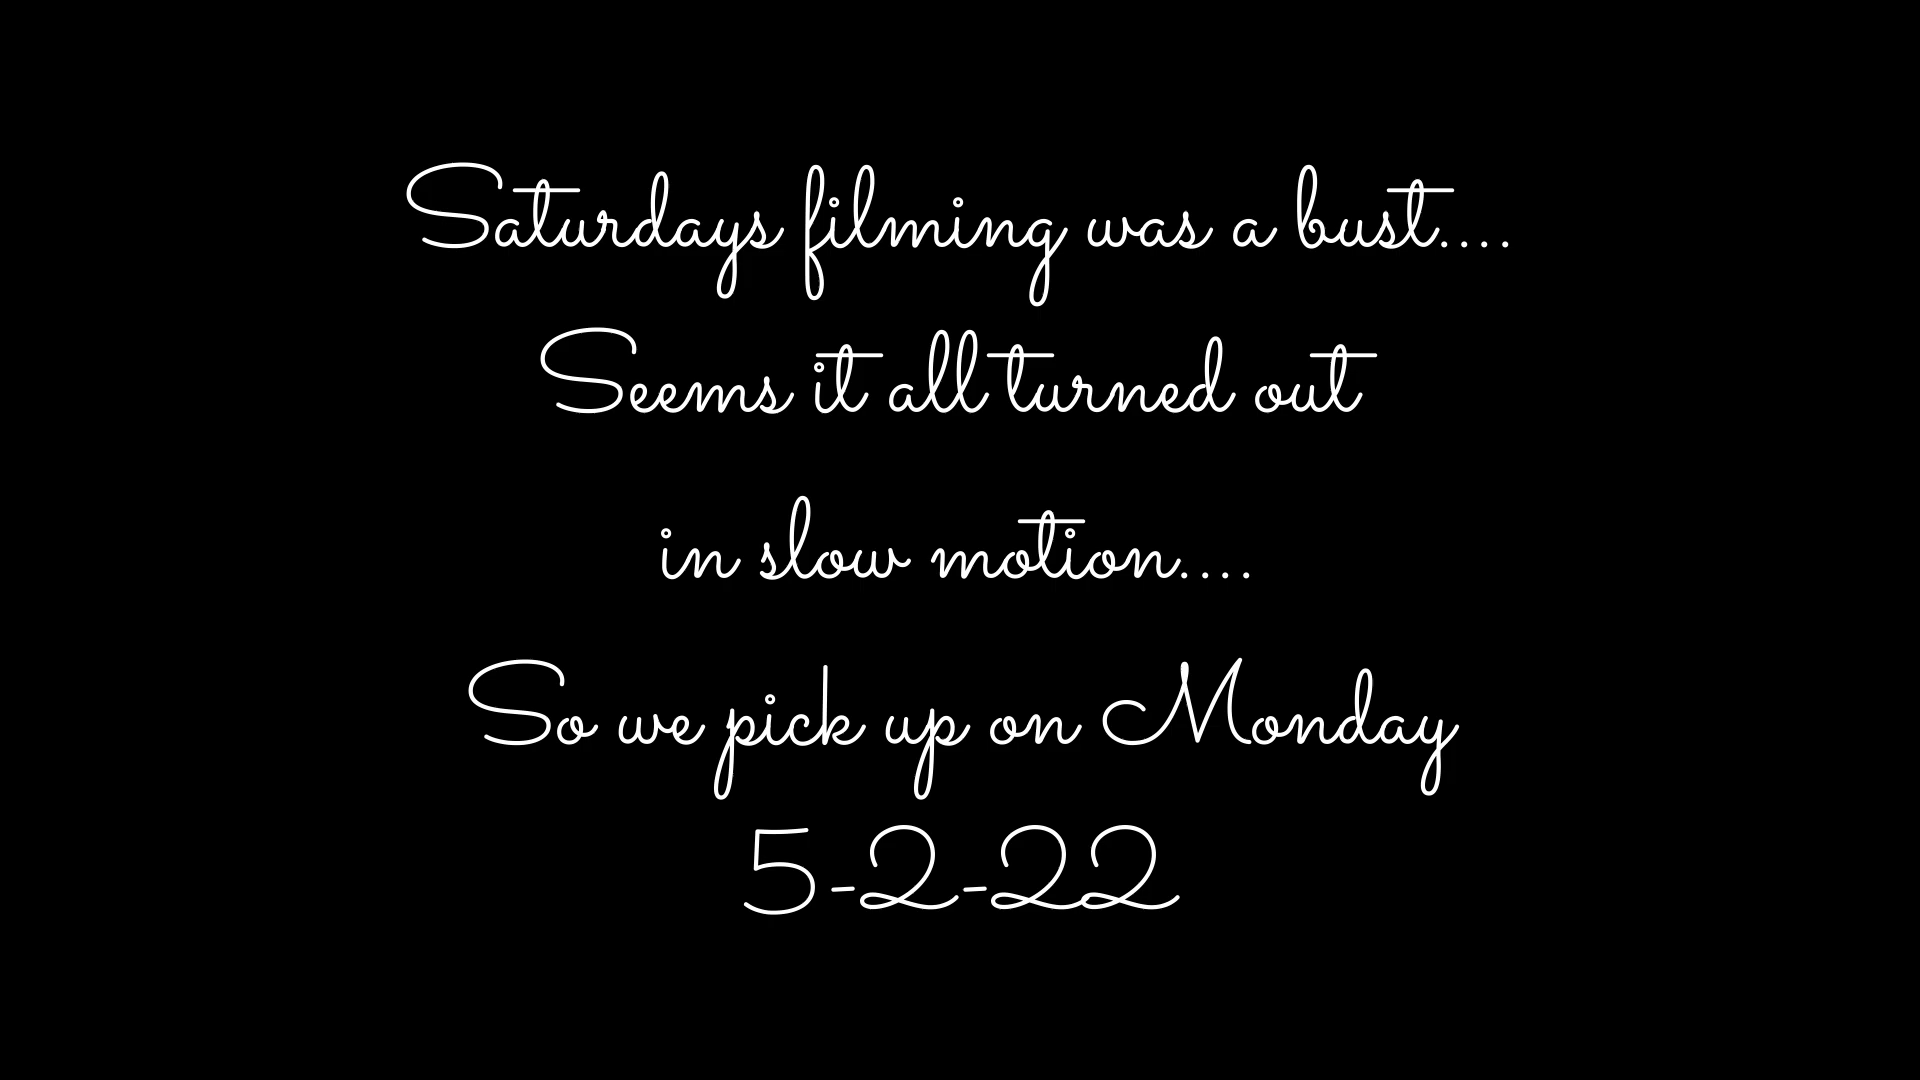 Saturdays filming was a bust....
Seems it all turned out
in slow motion....
So we pick up on Monday
5-2-22